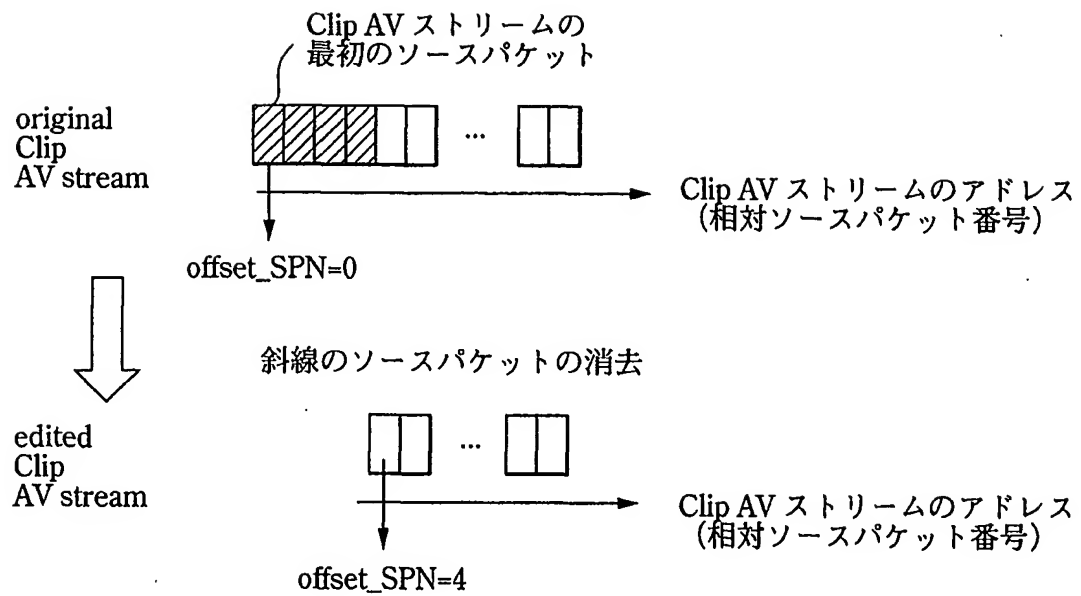 Clip AV ストリームの
最初のソースパケット
original
Clip
AV stream
...
Clip AV ストリームのアドレス
(相対ソースパケット番号)
offset_SPN=0
斜線のソースパケットの消去
edited
Clip
AV stream
...
Clip AV ストリームのアドレス
(相対ソースパケット番号)
offset_SPN=4